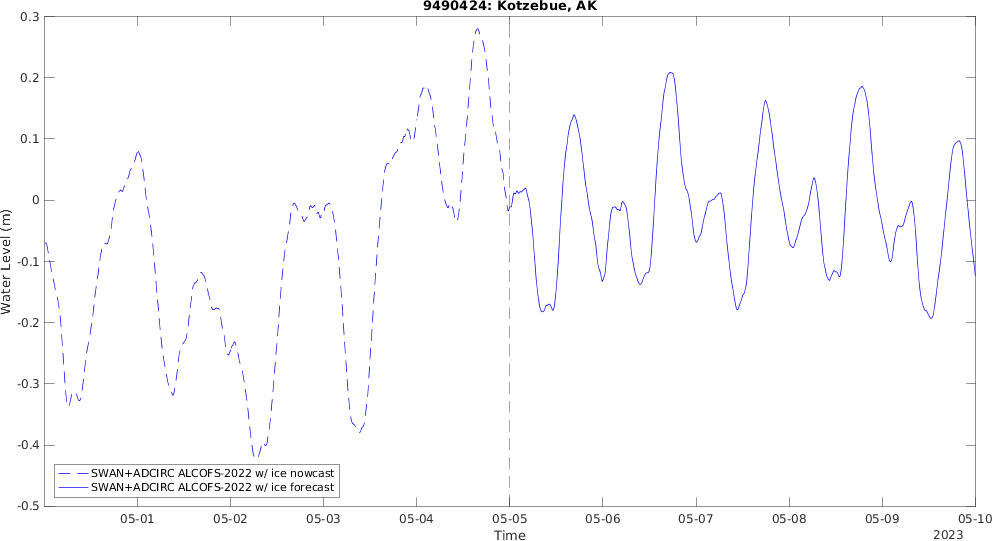 9490424: Kotzebue, AK
0.3
0.2
0.1
0
-0.1
-0.2
-0.3
-0.4
-0.5
Water Level (m)
SWAN+ADCIRC ALCOFS-2022 w/ ice nowcast
SWAN+ADCIRC ALCOFS-2022 w/ ice forecast
05-01 05-02 05-03 05-04 05-05 05-06 05-07 05-08 05-09 05-10
Time
2023